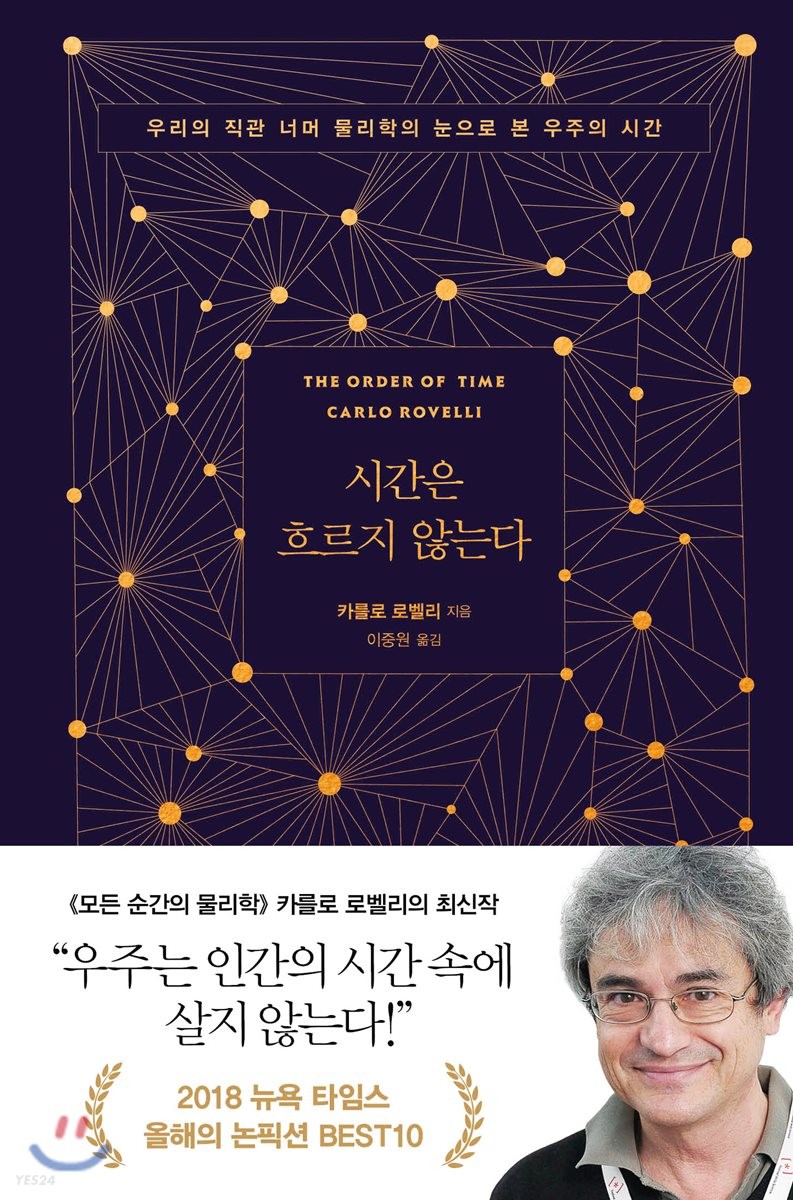 우리의 직관 너머 물리학의 눈으로 본 우주의 시간
THE ORDER OF TIME
CARLO ROVELLI
시간은
흐르지 않는다
카를로 로벨리 지음
이중원 옮김
《모든 순간의 물리학》 카를로 로벨리의 최신작
“우주는 인간의 시간 속에
살지 않는다!”
2018 뉴욕 타임스
올해의 논픽션 BEST10
YES24